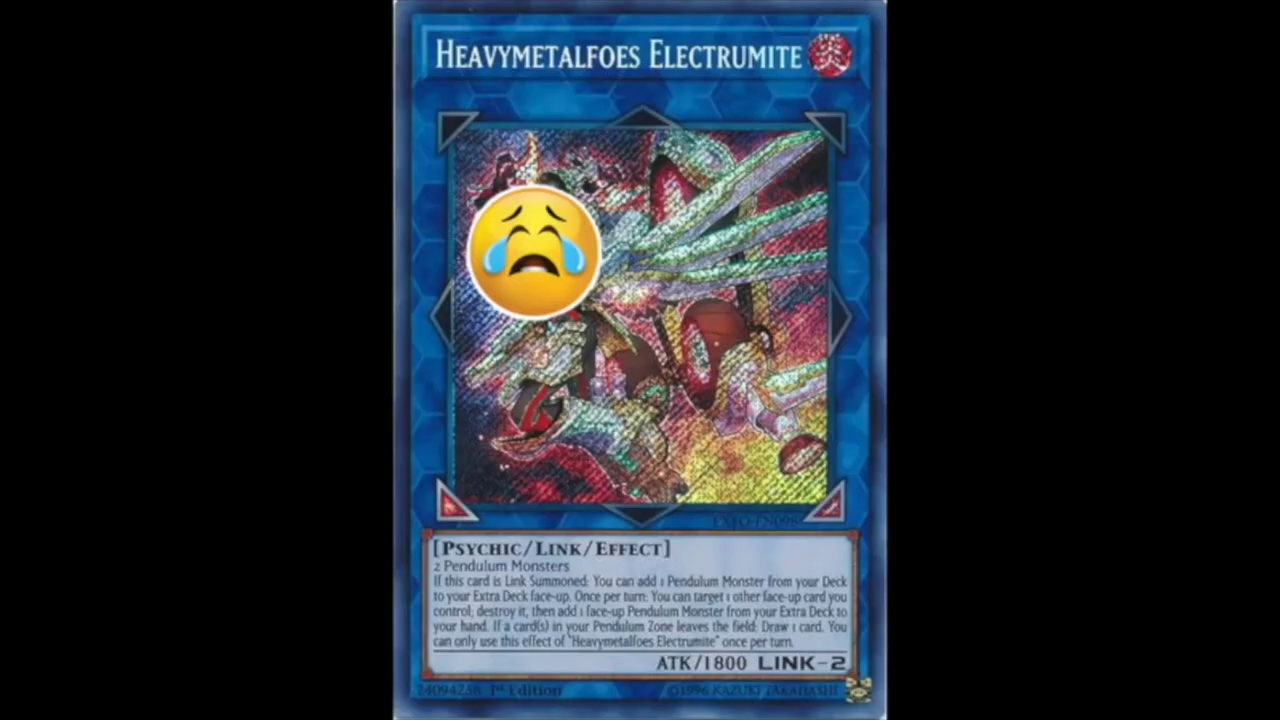 HEAVYMETALFOES ELECTRUMITE 炎
EXFO-EN098
[PSYCHIC/LINK/EFFECT]
2 Pendulum Monsters
If this card is Link Summoned: You can add 1 Pendulum Monster from your Deck
to your Extra Deck face-up. Once per turn: You can target 1 other face-up card you
control; destroy it, then add 1 face-up Pendulum Monster from your Extra Deck to
your hand. If a card(s) in your Pendulum Zone leaves the field: Draw 1 card. You
can only use this effect of "Heavymetalfoes Electrumite" once per turn.
ATK/1800 LINK-2
24094258 1st Edition ©1996 KAZUKI TAKAHASHI